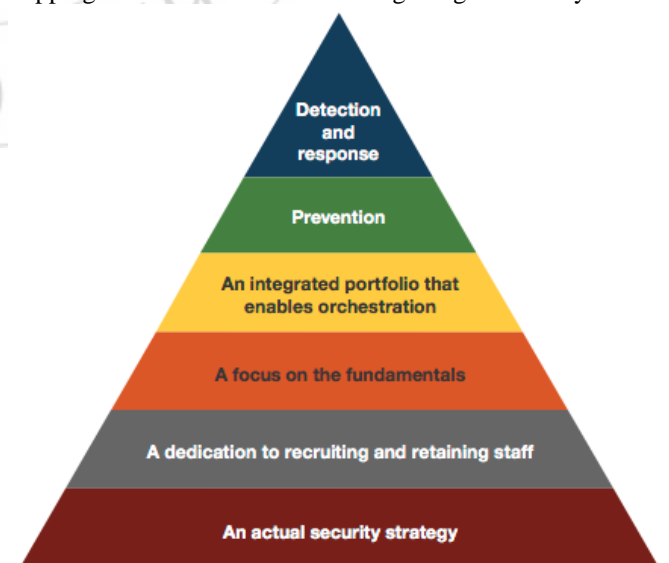 Detection
and
response
Prevention
An integrated portfolio that
enables orchestration
A focus on the fundamentals
A dedication to recruiting and retaining staff
An actual security strategy